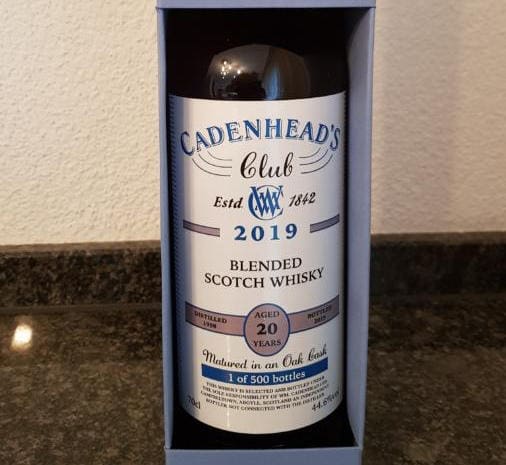 CADENHEAD'S
Club
Estd WC 1842
2019
BLENDED
SCOTCH WHISKY
DISTILLED
1998
AGED
20
YEARS
BOTTLED
2019
Matured in an Oak Cask
1 of 500 bottles
THIS WHISKY IS SELECTED AND BOTTLED UNDER
THE SOLE RESPONSIBILITY OF WM. CADENHEAD LTD,
CAMPBELTOWN, ARGYLL, SCOTLAND AN INDEPENDENT
BOTTLER NOT CONNECTED WITH THE DISTILLER
70cl
44.6%vol